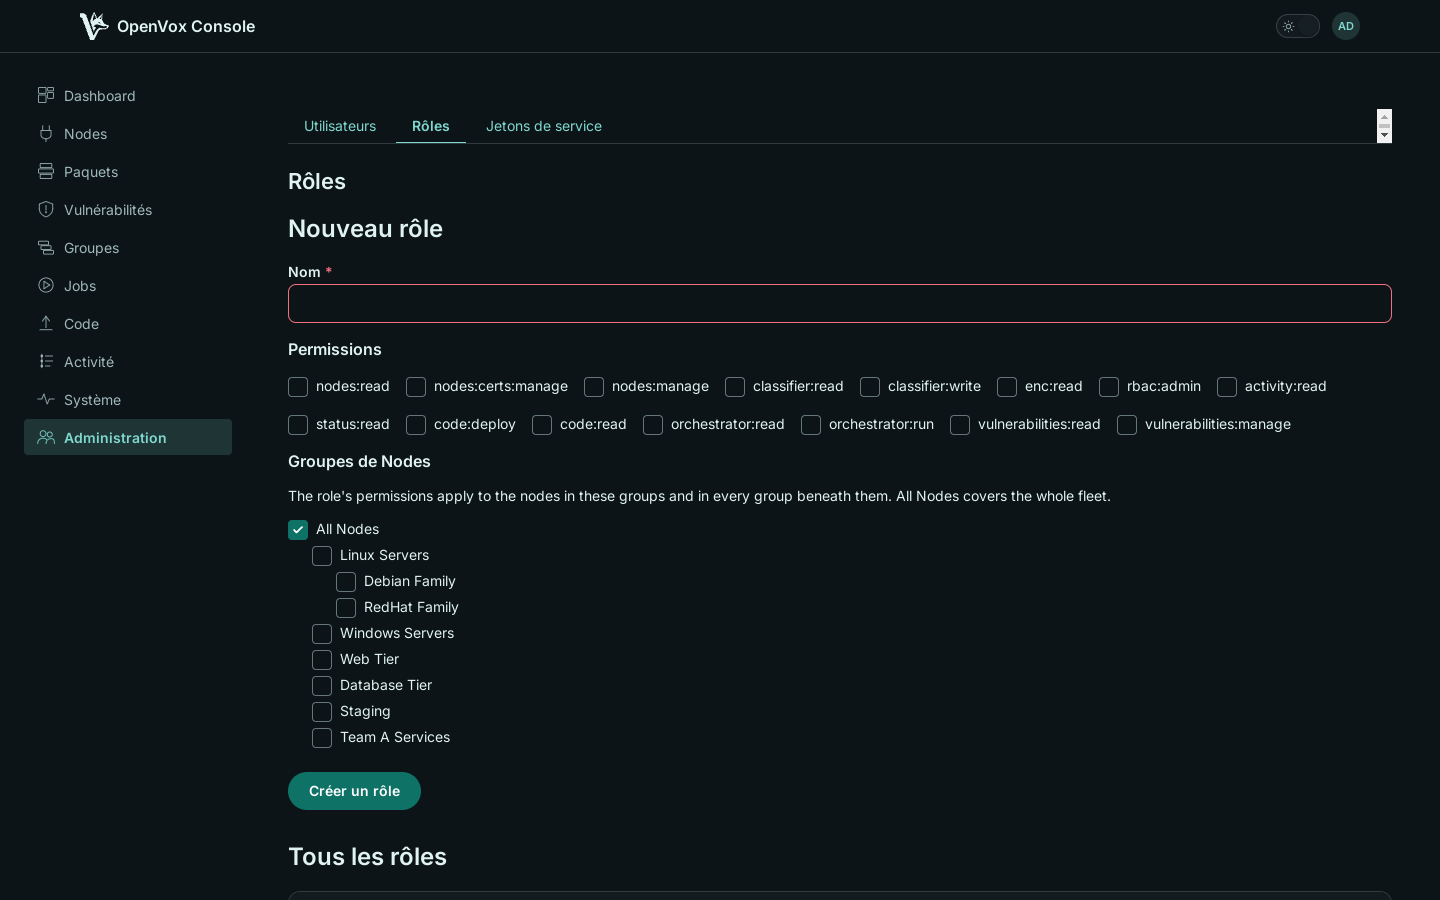 OpenVox Console
AD
Dashboard
Nodes
Paquets
Vulnérabilités
Groupes
Jobs
Code
Activité
Système
Administration
Utilisateurs Rôles Jetons de service
Rôles
Nouveau rôle
Nom *
Permissions
nodes:read nodes:certs:manage nodes:manage classifier:read classifier:write enc:read rbac:admin activity:read
status:read code:deploy code:read orchestrator:read orchestrator:run vulnerabilities:read vulnerabilities:manage
Groupes de Nodes
The role's permissions apply to the nodes in these groups and in every group beneath them. All Nodes covers the whole fleet.
All Nodes
Linux Servers
Debian Family
RedHat Family
Windows Servers
Web Tier
Database Tier
Staging
Team A Services
Créer un rôle
Tous les rôles